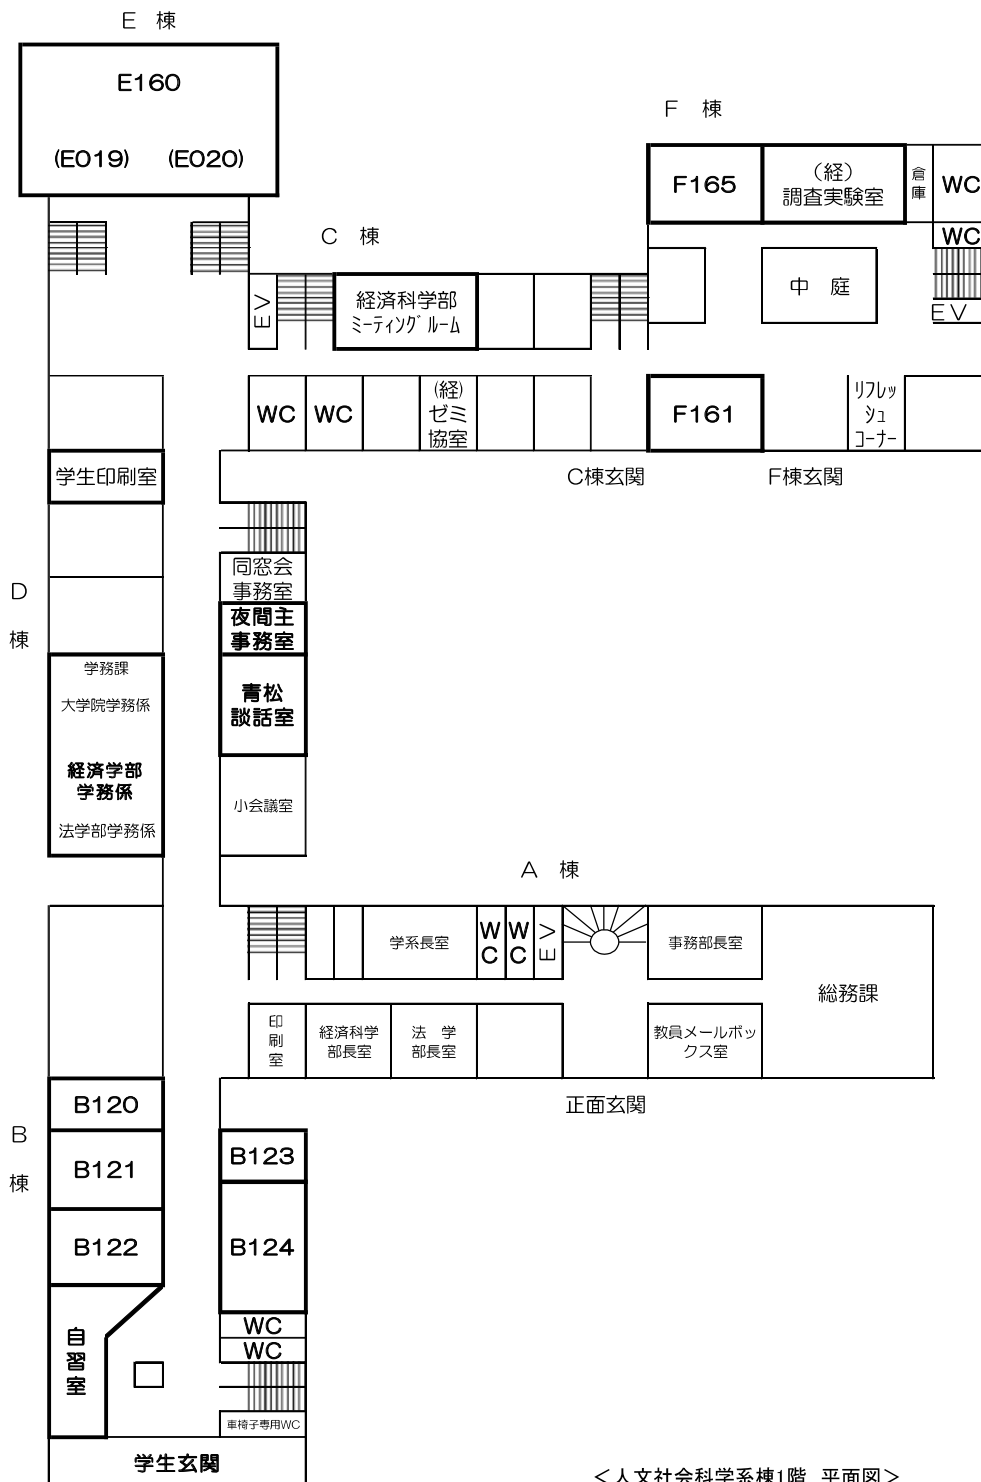 E 棟
E160
(E019) (E020)
F 棟
F165
(経)
調査実験室
倉
庫
WC
WC
C 棟
EV
経済科学部
ミーティングルーム
中 庭
EV
WC
WC
(経)
ゼミ
協室
F161
リフレッ
シュ
コーナー
学生印刷室
C棟玄関
F棟玄関
D
棟
同窓会
事務室
夜間主
事務室
学務課
大学院学務係
経済学部
学務係
法学部学務係
青松
談話室
小会議室
A 棟
学系長室
W
C
W
C
EV
事務部長室
総務課
印
刷
室
経済科学
部長室
法 学
部長室
教員メールボッ
クス室
正面玄関
B
棟
B120
B121
B122
B123
B124
自
習
室
WC
WC
車椅子専用WC
学生玄関
＜人文社会科学系棟1階 平面図＞